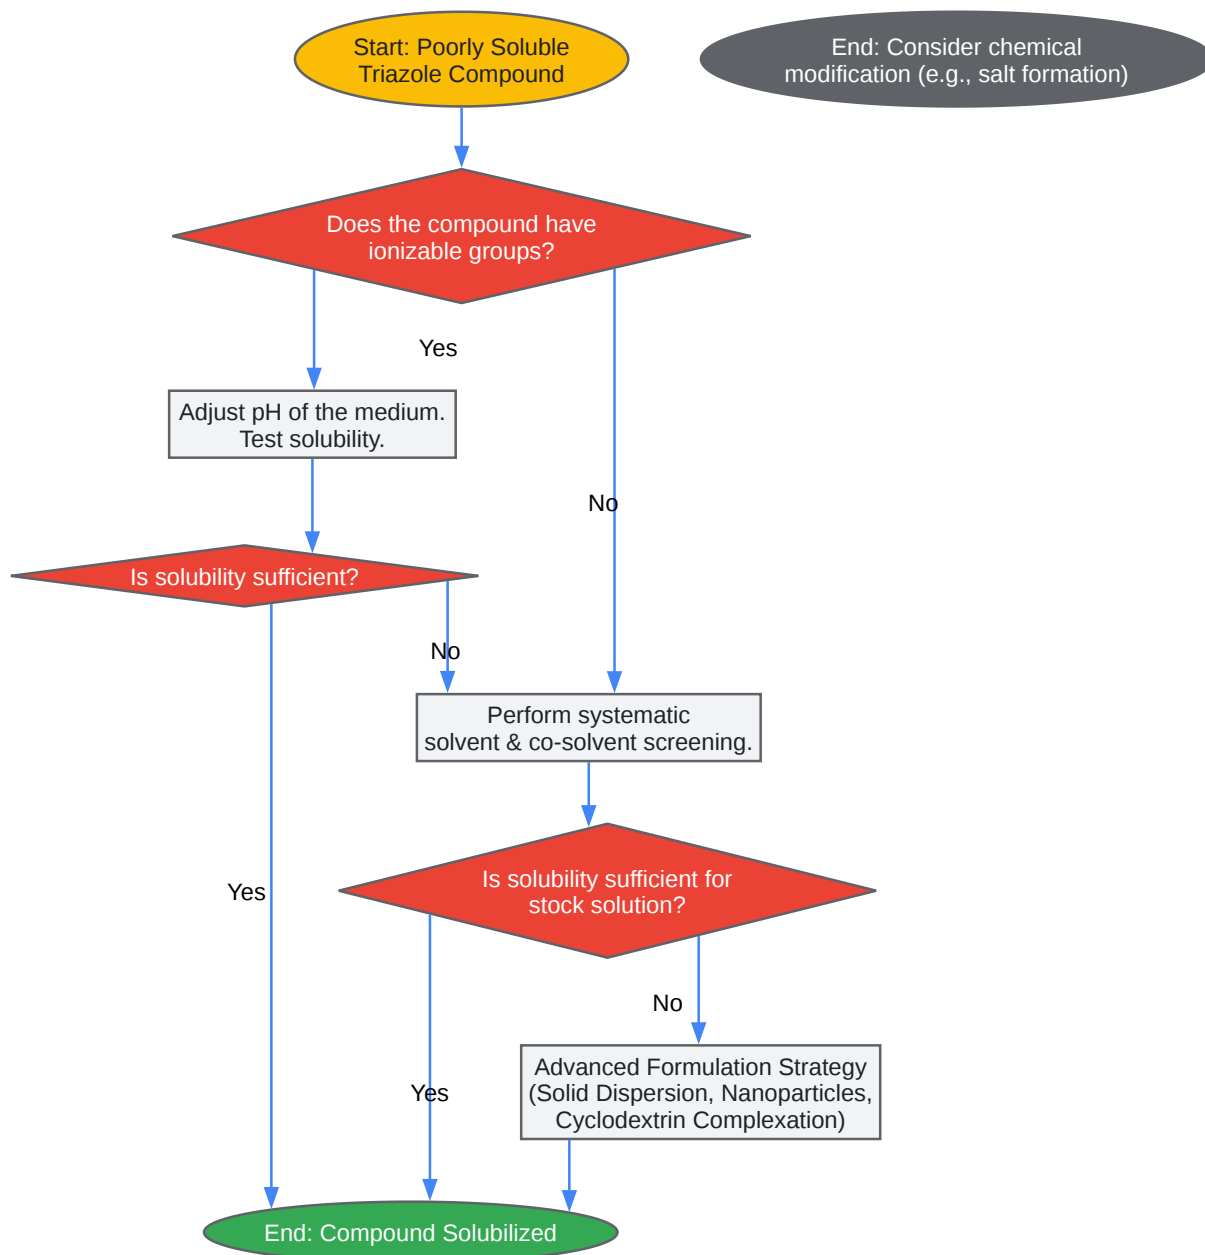 Start: Poorly Soluble
Triazole Compound
End: Consider chemical
modification (e.g., salt formation)
Does the compound have
ionizable groups?
Yes
Adjust pH of the medium.
Test solubility.
No
Is solubility sufficient?
No
Perform systematic
solvent & co-solvent screening.
Yes
Is solubility sufficient for
stock solution?
No
Advanced Formulation Strategy
(Solid Dispersion, Nanoparticles,
Cyclodextrin Complexation)
Yes
End: Compound Solubilized